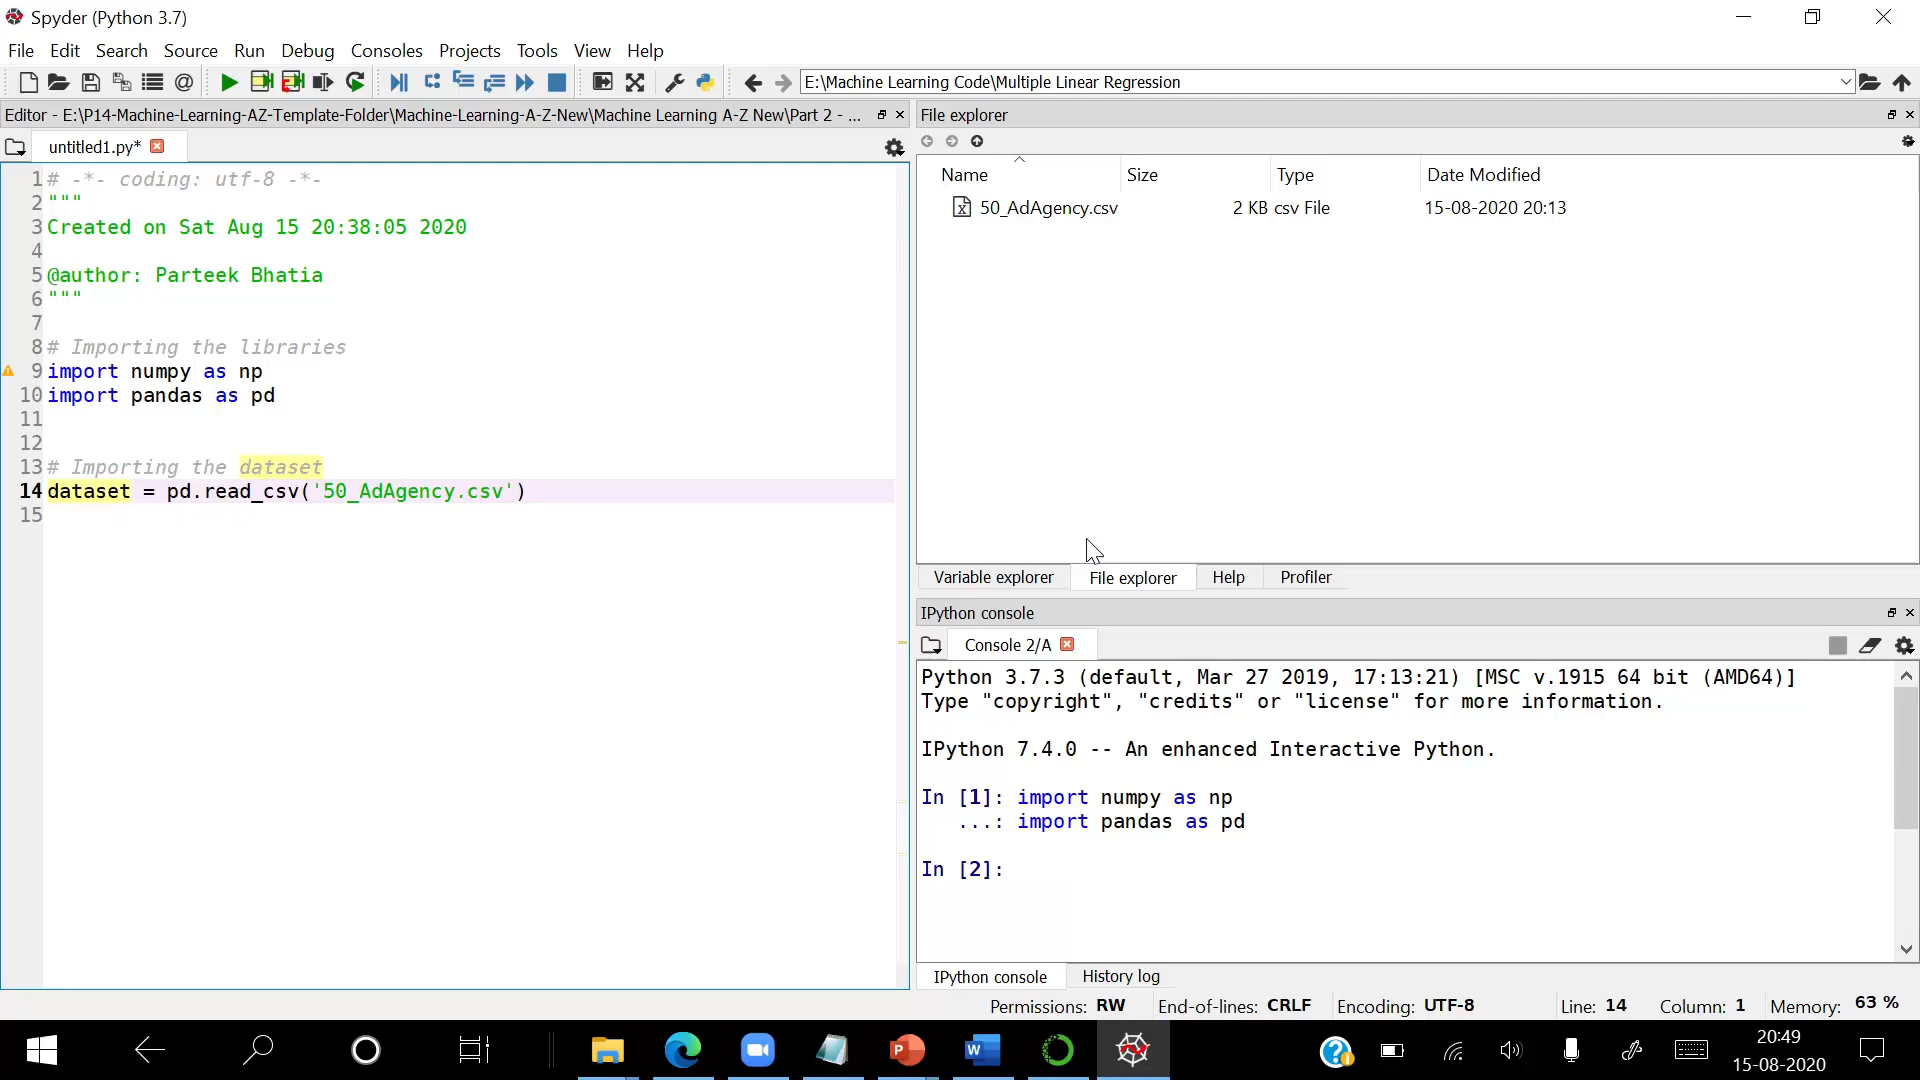 Spyder (Python 3.7)
File Edit Search Source Run Debug Consoles Projects Tools View Help
E:\Machine Learning Code\Multiple Linear Regression
Editor - E:\P14-Machine-Learning-AZ-Template-Folder\Machine-Learning-A-Z-New\Machine Learning A-Z New\Part 2 - ...
untitled1.py*
1 # -*- coding: utf-8 -*-
2 """
3 Created on Sat Aug 15 20:38:05 2020
4
5 @author: Parteek Bhatia
6 """
7
8 # Importing the libraries
9 import numpy as np
10 import pandas as pd
11
12
13 # Importing the dataset
14 dataset = pd.read_csv('50_AdAgency.csv')
15
File explorer
Name Size Type Date Modified
50_AdAgency.csv 2 KB csv File 15-08-2020 20:13
Variable explorer File explorer Help Profiler
IPython console
Console 2/A
Python 3.7.3 (default, Mar 27 2019, 17:13:21) [MSC v.1915 64 bit (AMD64)]
Type "copyright", "credits" or "license" for more information.
IPython 7.4.0 -- An enhanced Interactive Python.
In [1]: import numpy as np
...: import pandas as pd
In [2]:
IPython console History log
Permissions: RW End-of-lines: CRLF Encoding: UTF-8 Line: 14 Column: 1 Memory: 63 %
20:49
15-08-2020